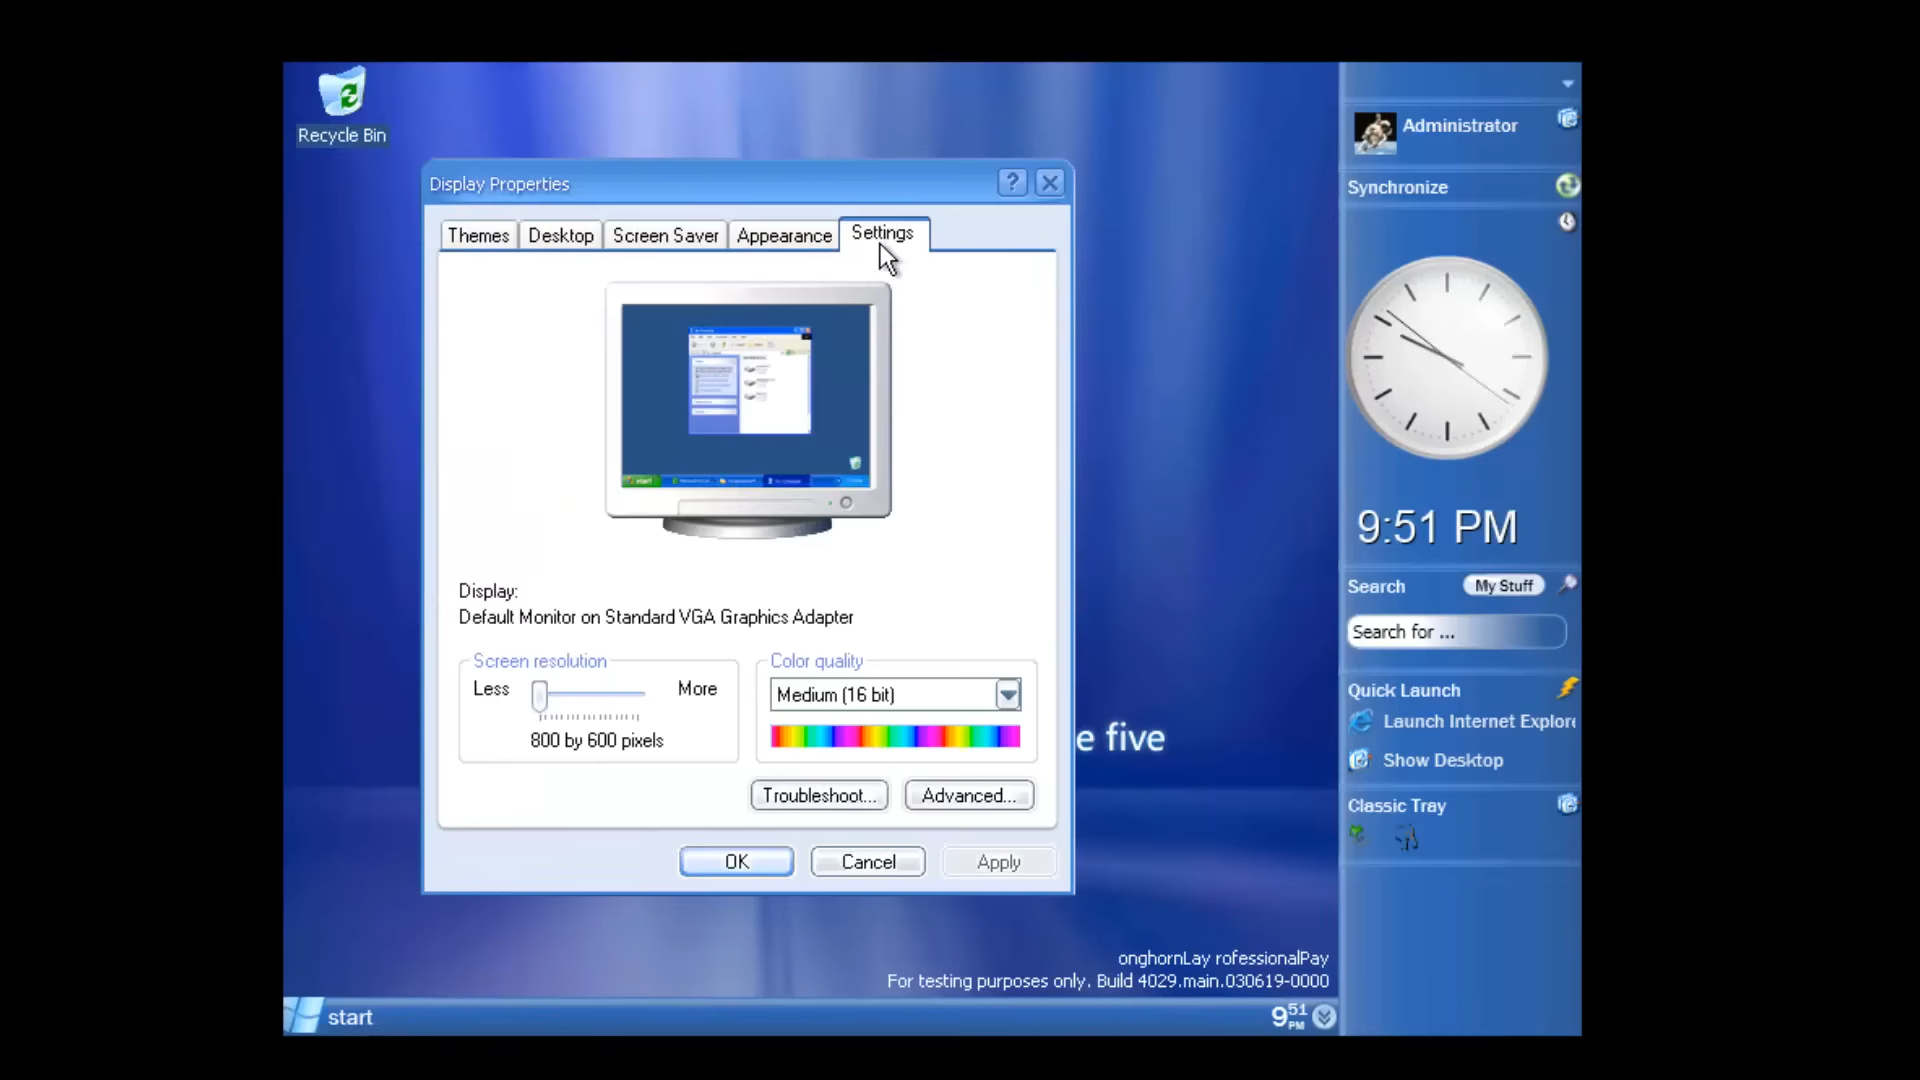 Recycle Bin
Display Properties
Themes
Desktop
Screen Saver
Appearance
Settings
Display:
Default Monitor on Standard VGA Graphics Adapter
Screen resolution
Less
More
800 by 600 pixels
Color quality
Medium (16 bit)
Troubleshoot...
Advanced...
OK
Cancel
Apply
e five
onghornLay rofessionalPay
For testing purposes only. Build 4029.main.030619-0000
start
9 51 PM
Administrator
Synchronize
9:51 PM
Search
My Stuff
Search for ...
Quick Launch
Launch Internet Explore
Show Desktop
Classic Tray